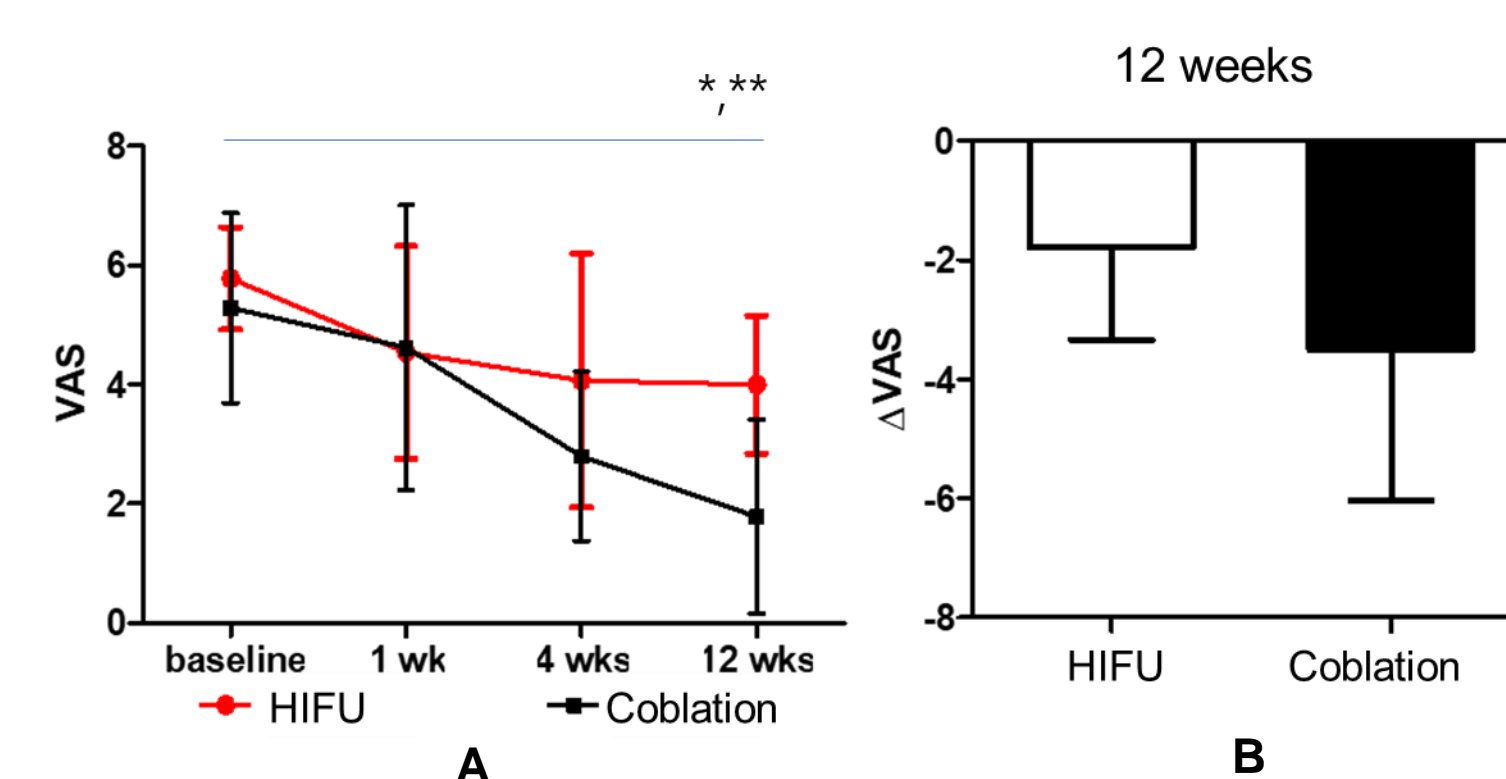 *,**
8
6
4
2
0
VAS
baseline 1 wk 4 wks 12 wks
HIFU Coblation
A
12 weeks
0
-2
-4
-6
-8
△VAS
HIFU Coblation
B